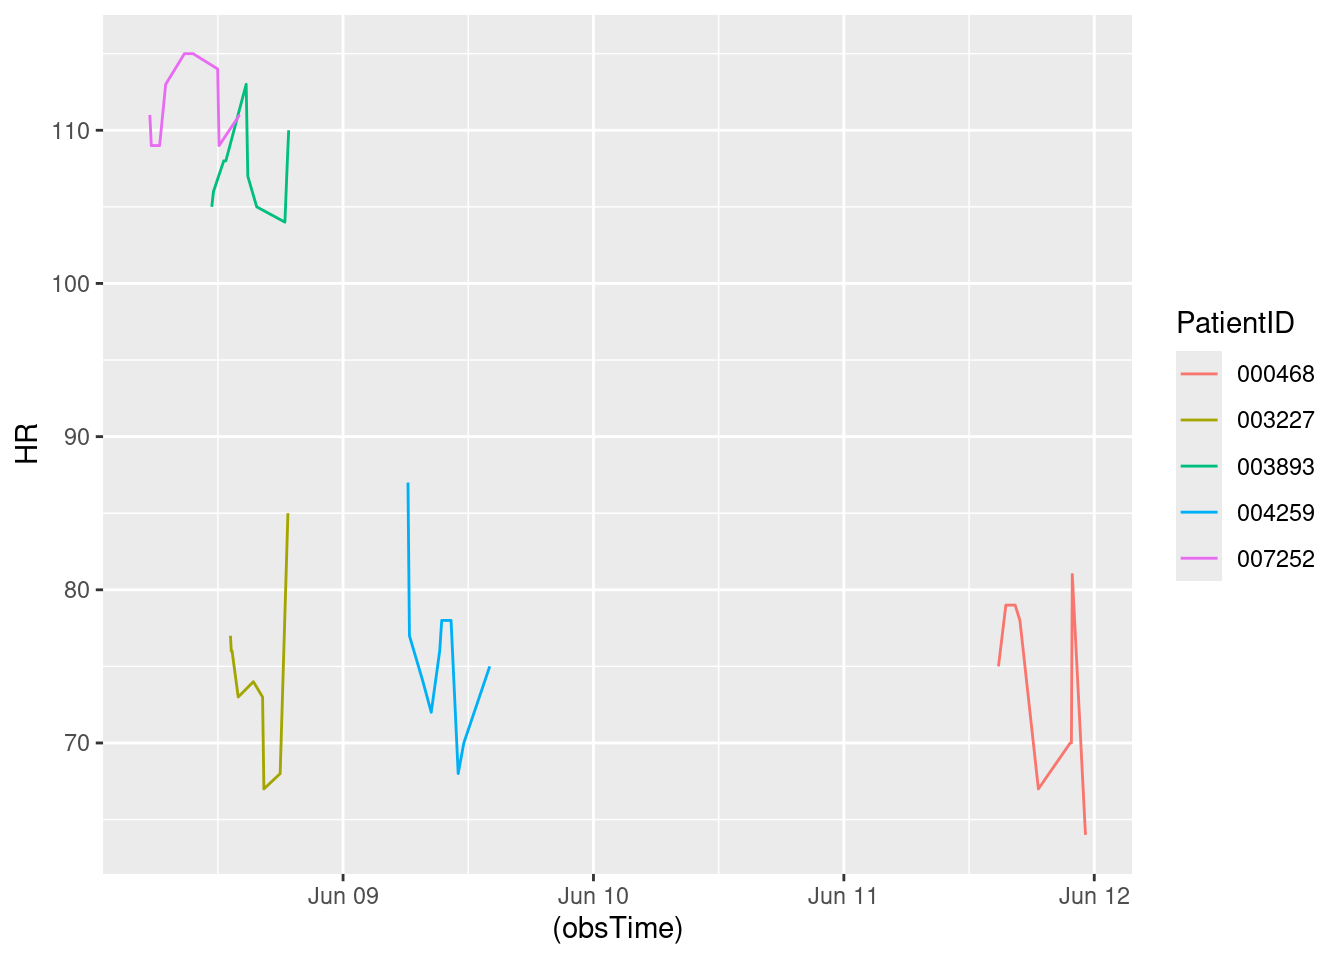 HR
110
100
90
80
70
Jun 09
Jun 10
Jun 11
Jun 12
(obsTime)
PatientID
000468
003227
003893
004259
007252